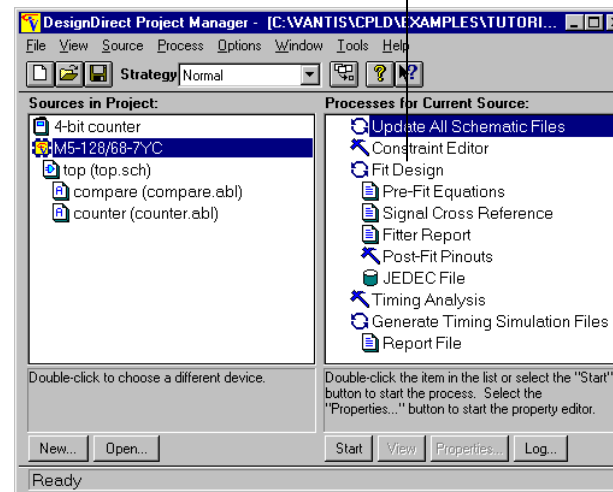 DesignDirect Project Manager - [C:\VANTIS\CPLD\EXAMPLES\TUTORI...
File View Source Process Options Window Tools Help
Strategy Normal
Sources in Project:
4-bit counter
M5-128/68-7YC
top (top.sch)
compare (compare.abl)
counter (counter.abl)
Double-click to choose a different device.
New... Open...
Processes for Current Source:
Update All Schematic Files
Constraint Editor
Fit Design
Pre-Fit Equations
Signal Cross Reference
Fitter Report
Post-Fit Pinouts
JEDEC File
Timing Analysis
Generate Timing Simulation Files
Report File
Double-click the item in the list or select the "Start"
button to start the process. Select the
"Properties..." button to start the property editor.
Start View Properties... Log...
Ready